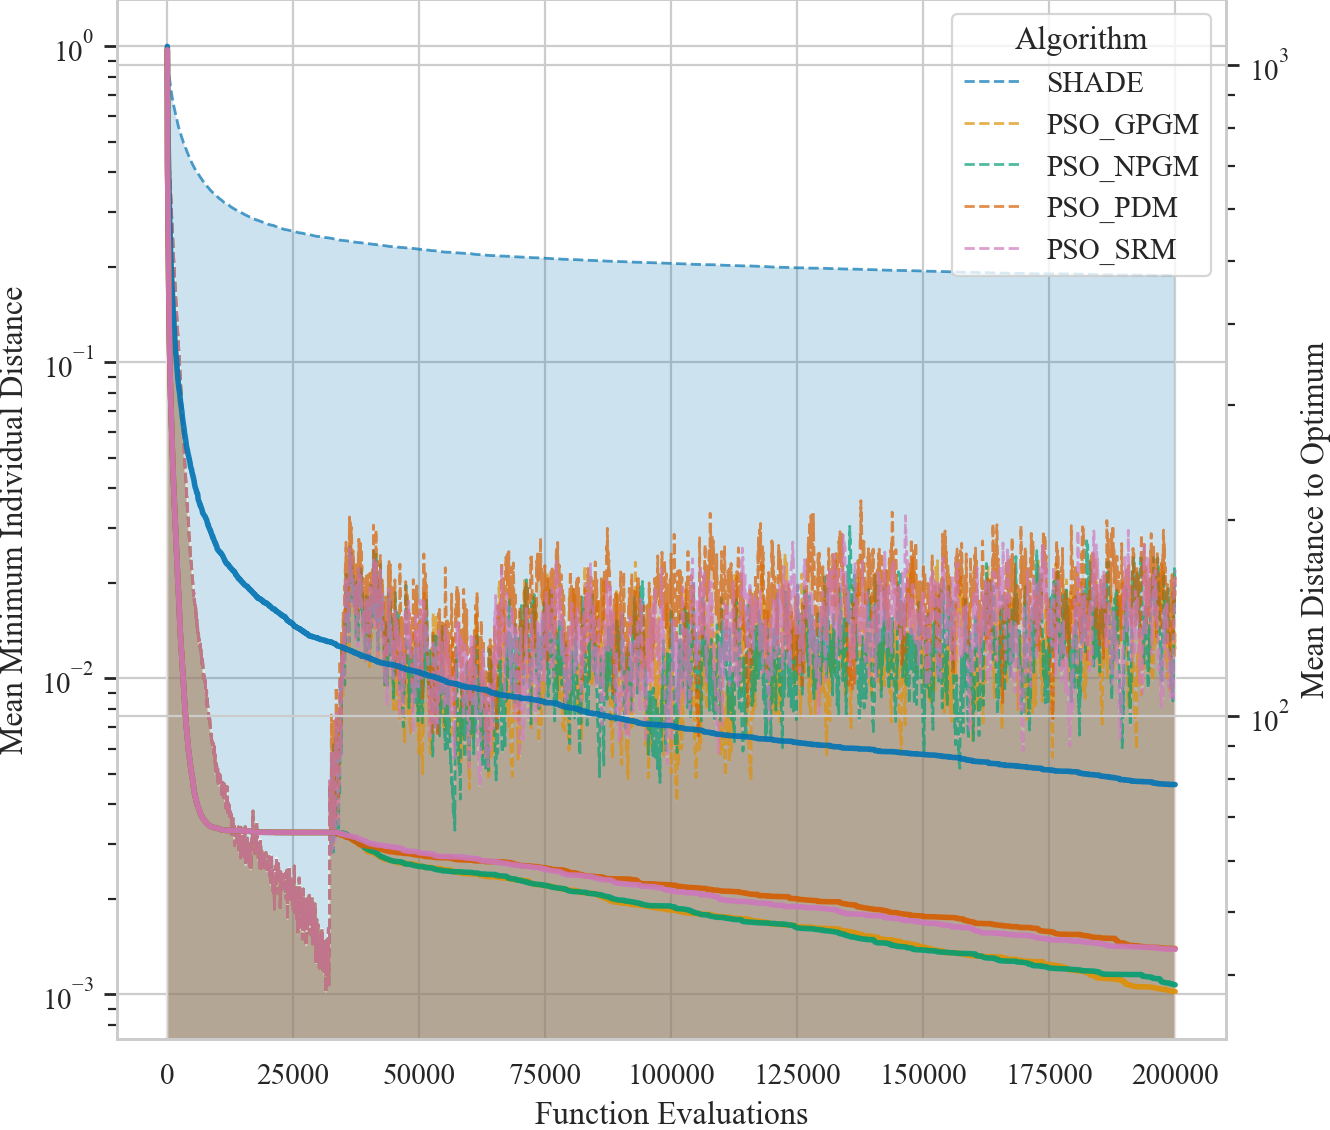 Algorithm
SHADE
PSO_GPGM
PSO_NPGM
PSO_PDM
PSO_SRM
10^0
10^-1
10^-2
10^-3
Mean Minimum Individual Distance
10^3
10^2
Mean Distance to Optimum
0 25000 50000 75000 100000 125000 150000 175000 200000
Function Evaluations